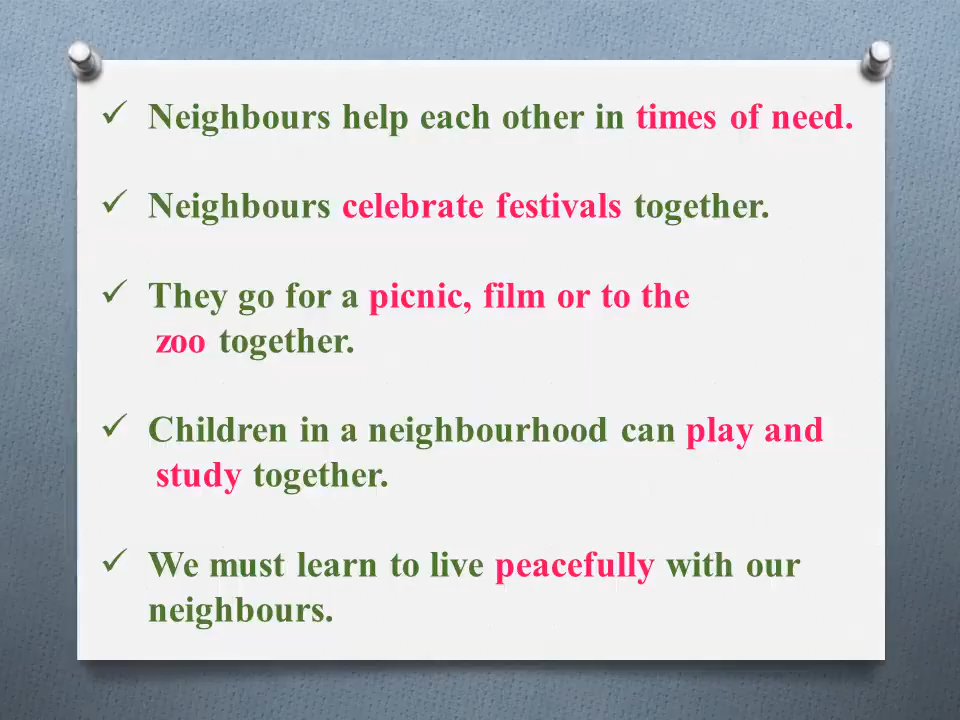 ✓ Neighbours help each other in times of need.
✓ Neighbours celebrate festivals together.
✓ They go for a picnic, film or to the
zoo together.
✓ Children in a neighbourhood can play and
study together.
✓ We must learn to live peacefully with our
neighbours.